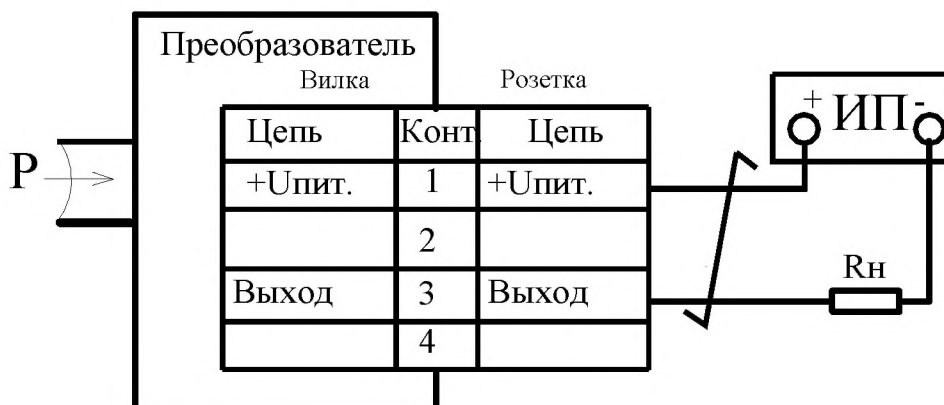 Преобразователь
Вилка Розетка
+ ИП -
Цепь Конт. Цепь
P
+Uпит. 1 +Uпит.
2
Rн
Выход 3 Выход
4